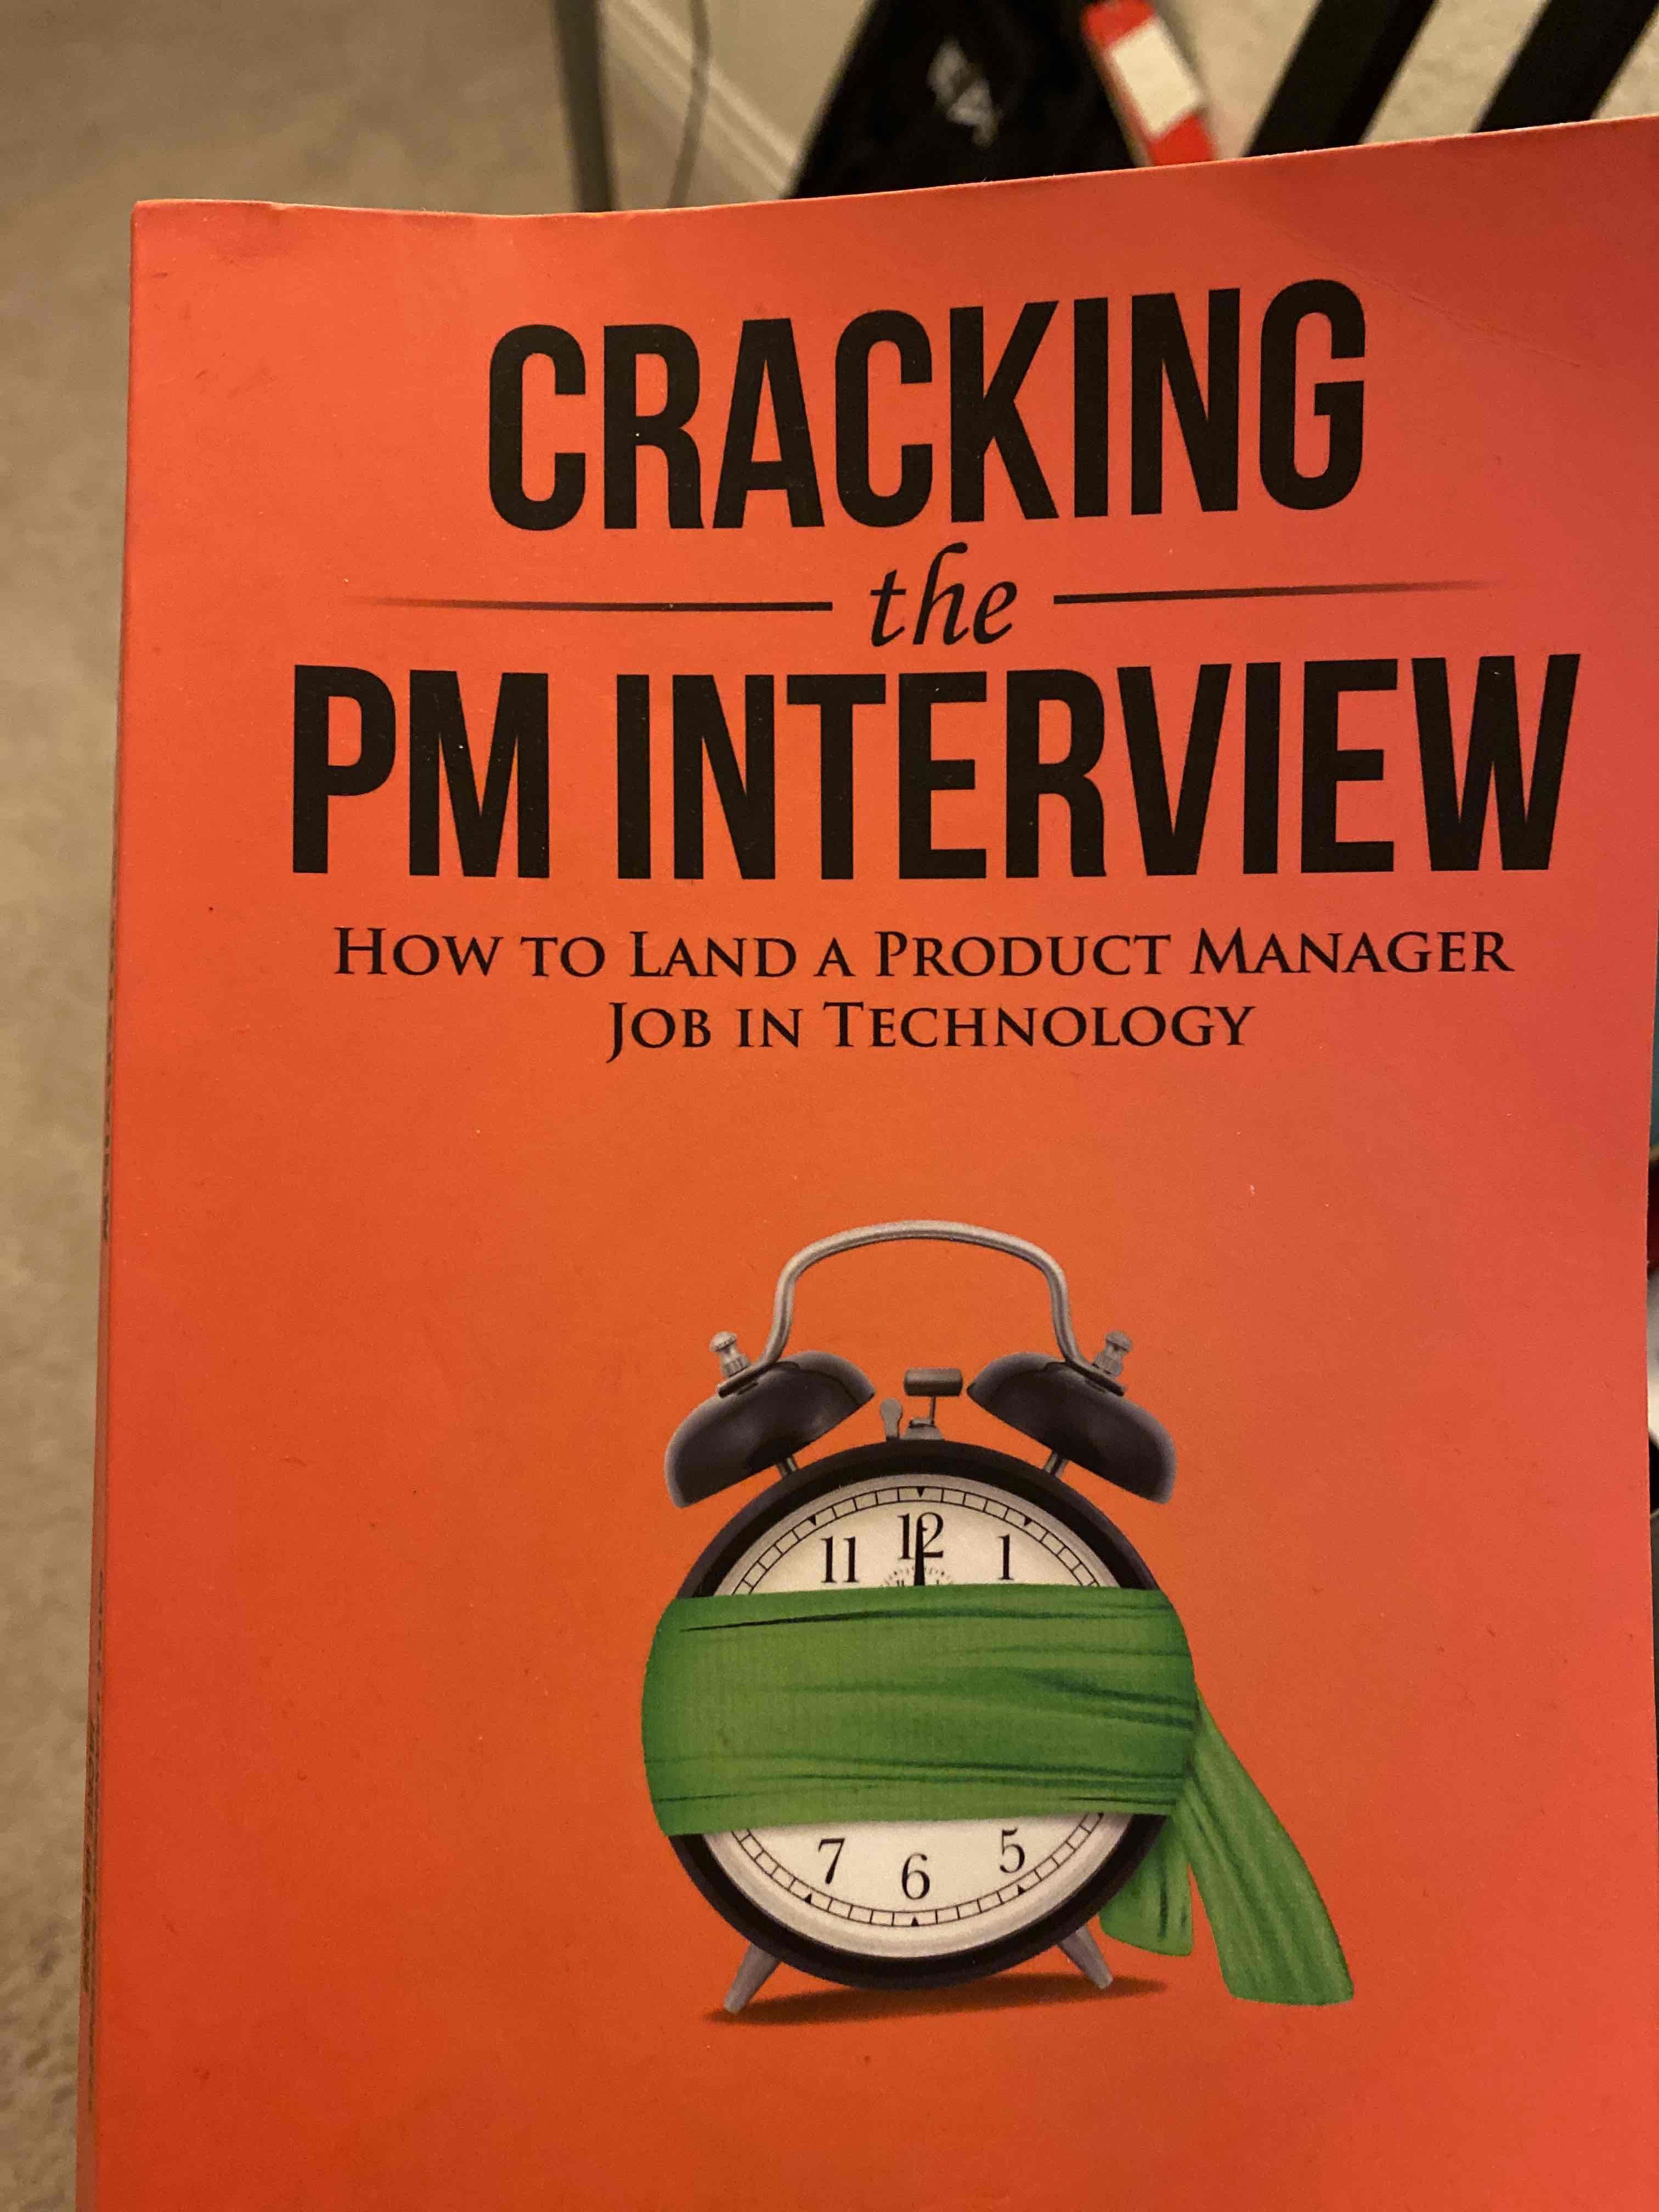 CRACKING
the
PM INTERVIEW
HOW TO LAND A PRODUCT MANAGER
JOB IN TECHNOLOGY
11 12 1
7 6 5